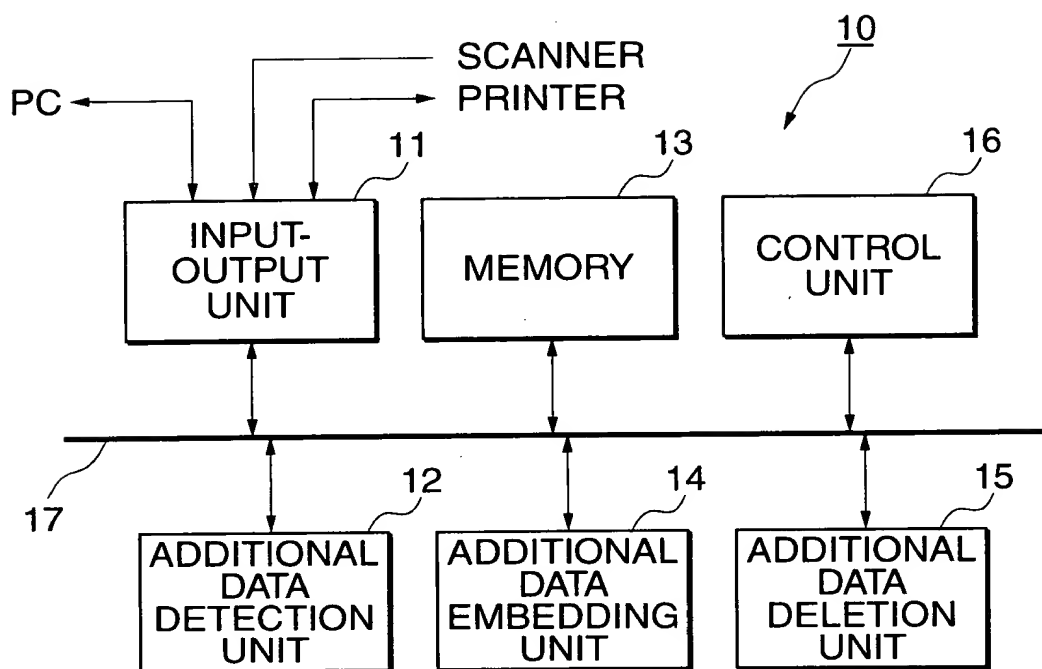 10
SCANNER
PRINTER
PC
11
13
16
INPUT-
OUTPUT
UNIT
MEMORY
CONTROL
UNIT
17
12
14
15
ADDITIONAL
DATA
DETECTION
UNIT
ADDITIONAL
DATA
EMBEDDING
UNIT
ADDITIONAL
DATA
DELETION
UNIT